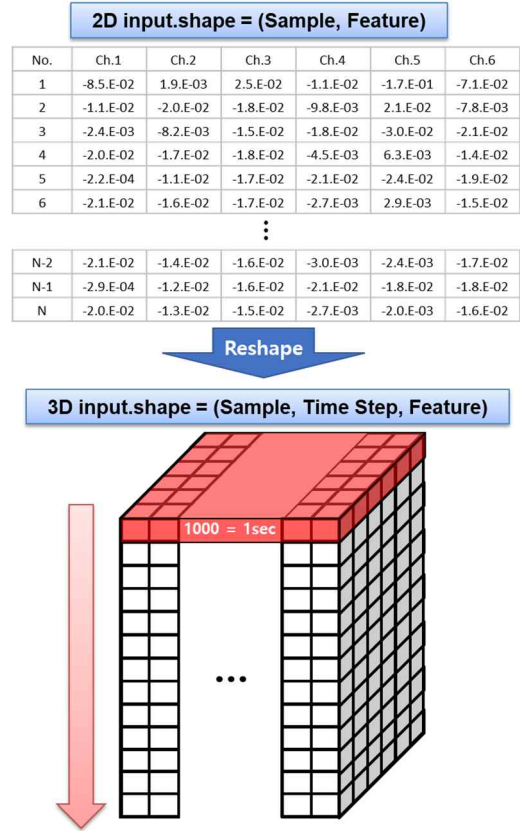 2D input.shape = (Sample, Feature)
No. Ch.1 Ch.2 Ch.3 Ch.4 Ch.5 Ch.6
1 -8.5.E-02 1.9.E-03 2.5.E-02 -1.1.E-02 -1.7.E-01 -7.1.E-02
2 -1.1.E-02 -2.0.E-02 -1.8.E-02 -9.8.E-03 2.1.E-02 -7.8.E-03
3 -2.4.E-03 -8.2.E-03 -1.5.E-02 -1.8.E-02 -3.0.E-02 -2.1.E-02
4 -2.0.E-02 -1.7.E-02 -1.8.E-02 -4.5.E-03 6.3.E-03 -1.4.E-02
5 -2.2.E-04 -1.1.E-02 -1.7.E-02 -2.1.E-02 -2.4.E-02 -1.9.E-02
6 -2.1.E-02 -1.6.E-02 -1.7.E-02 -2.7.E-03 2.9.E-03 -1.5.E-02
⋮
N-2 -2.1.E-02 -1.4.E-02 -1.6.E-02 -3.0.E-03 -2.4.E-03 -1.7.E-02
N-1 -2.9.E-04 -1.2.E-02 -1.6.E-02 -2.1.E-02 -1.8.E-02 -1.8.E-02
N -2.0.E-02 -1.3.E-02 -1.5.E-02 -2.7.E-03 -2.0.E-03 -1.6.E-02
Reshape
3D input.shape = (Sample, Time Step, Feature)
1000 = 1sec
...